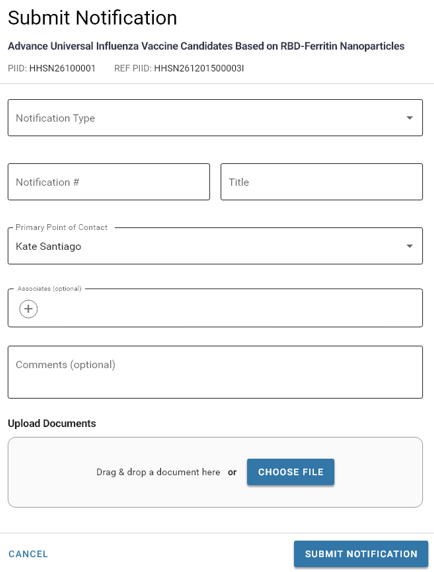 Submit Notification
Advance Universal Influenza Vaccine Candidates Based on RBD-Ferritin Nanoparticles
PIID: HHSN26100001 REF PIID: HHSN261201500003I
Notification Type
Notification # Title
Primary Point of Contact
Kate Santiago
Associates (optional)
Comments (optional)
Upload Documents
Drag & drop a document here or CHOOSE FILE
CANCEL SUBMIT NOTIFICATION